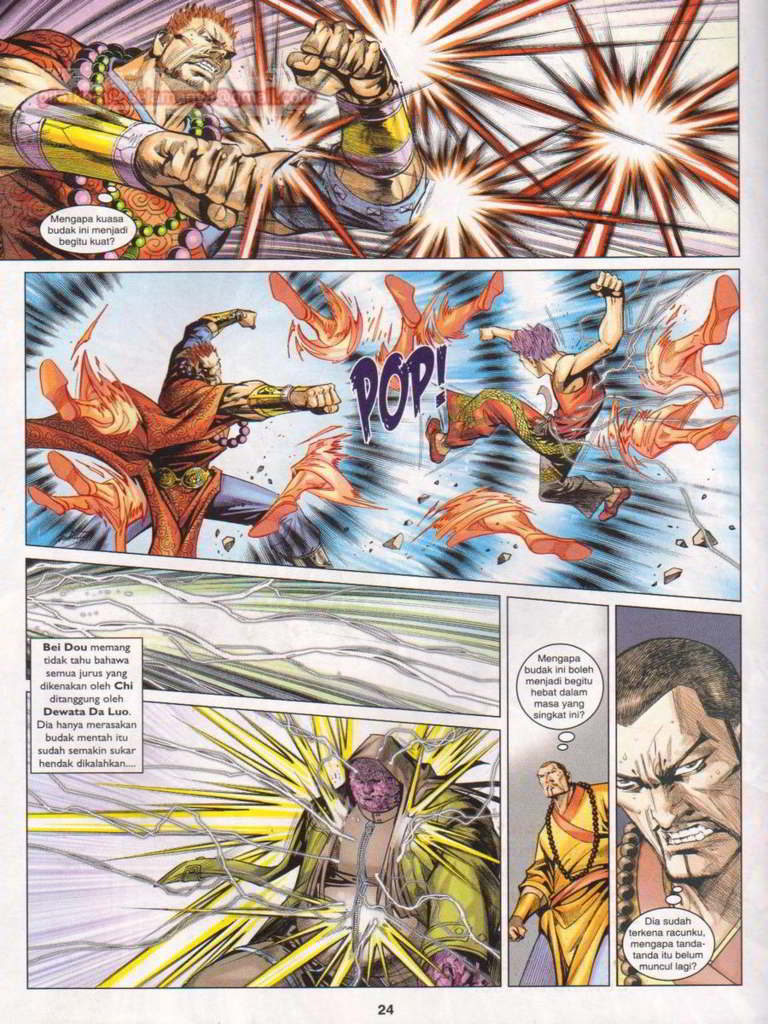 Mengapa kuasa
budak ini menjadi
begitu kuat?
POP!
Bei Dou memang
tidak tahu bahawa
semua jurus yang
dikenakan oleh Chi
ditanggung oleh
Dewata Da Luo.
Dia hanya merasakan
budak mentah itu
sudah semakin sukar
hendak dikalahkan....
Mengapa
budak ini boleh
menjadi begitu
hebat dalam
masa yang
singkat ini?
Dia sudah
terkena racunku,
mengapa tanda-
tanda itu belum
muncul lagi?
24